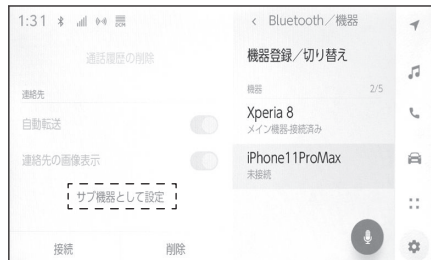 1:31
通話履歴の削除
連絡先
自動転送
連絡先の画像表示
サブ機器として設定
接続
削除
< Bluetooth/機器
機器登録/切り替え
機器 2/5
Xperia 8
メイン機器-接続済み
iPhone11ProMax
未接続